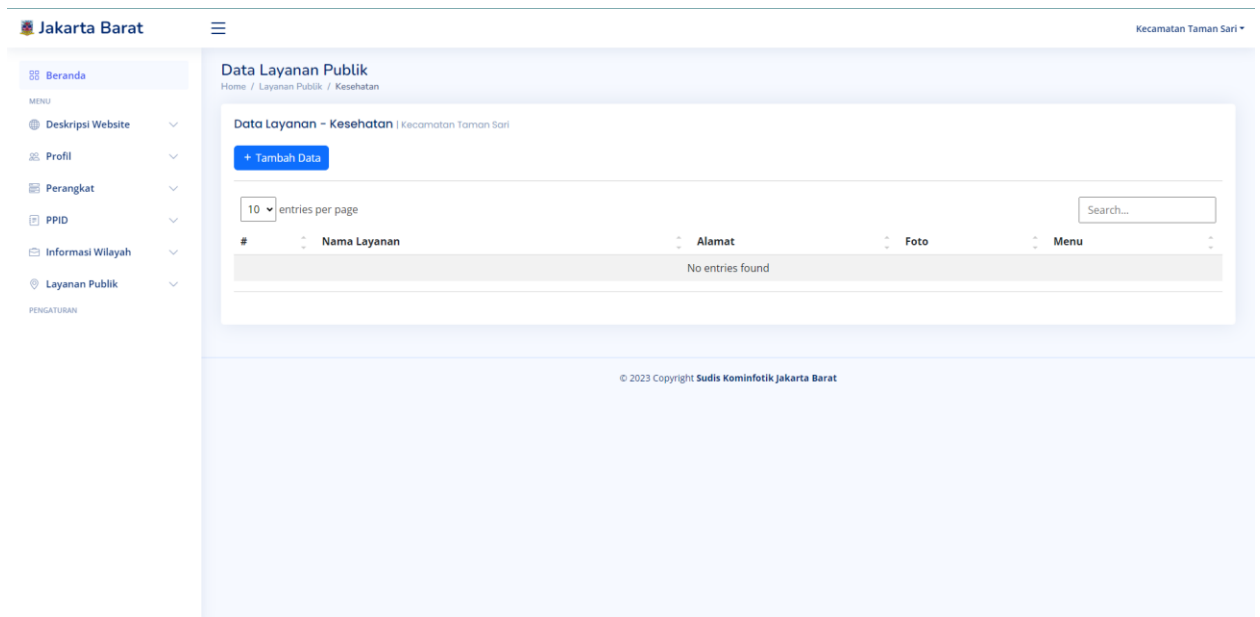 Jakarta Barat
Kecamatan Taman Sari
Beranda
MENU
Deskripsi Website
Profil
Perangkat
PPID
Informasi Wilayah
Layanan Publik
PENGATURAN
Data Layanan Publik
Home / Layanan Publik / Kesehatan
Data Layanan - Kesehatan | Kecamatan Taman Sari
+ Tambah Data
10 entries per page
Search...
# Nama Layanan Alamat Foto Menu
No entries found
© 2023 Copyright Sudis Kominfotik Jakarta Barat